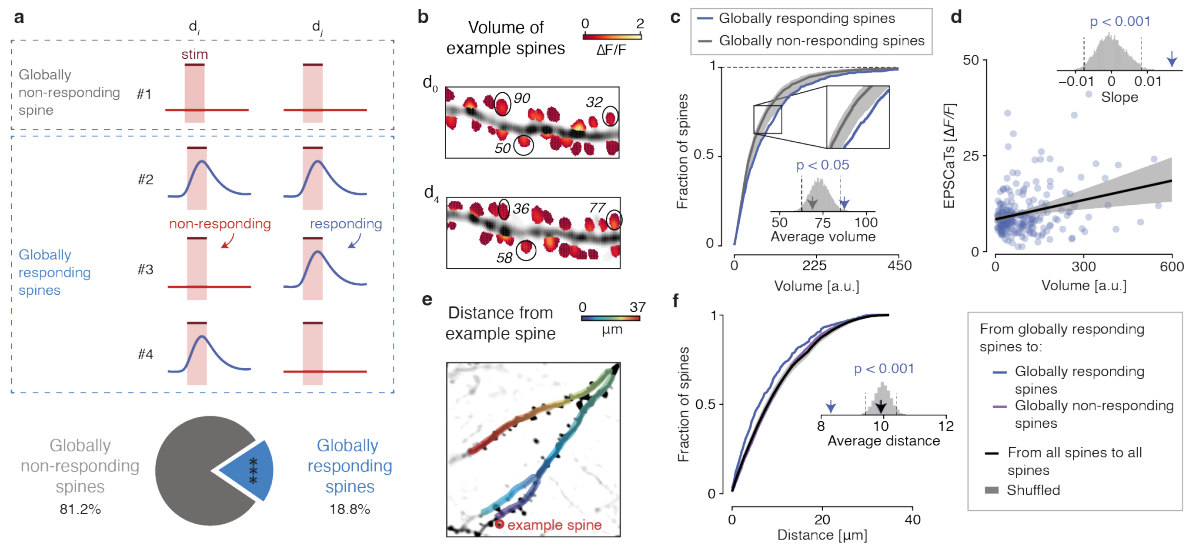 a
d_i
d_j
stim
Globally
non-responding
spine
#1
#2
non-responding
responding
Globally
responding
spines
#3
#4
Globally
non-responding
spines
81.2%
***
Globally
responding
spines
18.8%
b
Volume of
example spines
0
2
ΔF/F
d₀
90
32
50
d₄
36
77
58
c
Globally responding spines
Globally non-responding spines
1
0.5
0
Fraction of spines
p < 0.05
50
75
100
Average volume
0
225
450
Volume [a.u.]
d
p < 0.001
-0.01
0
0.01
Slope
45
30
15
0
EPSCaTs [ΔF/F]
0
300
600
Volume [a.u.]
e
Distance from
example spine
0
37
µm
example spine
f
1
0.5
0
Fraction of spines
p < 0.001
8
10
12
Average distance
0
20
40
Distance [µm]
From globally responding
spines to:
Globally responding
spines
Globally non-responding
spines
From all spines to all
spines
Shuffled